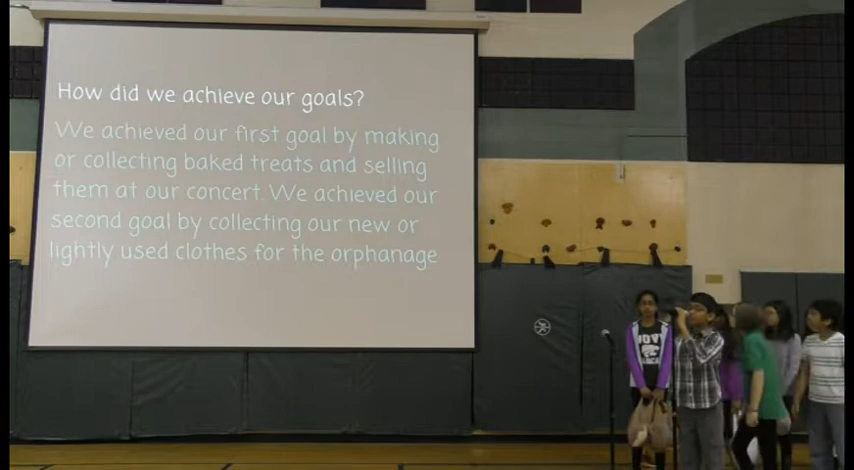 How did we achieve our goals?
We achieved our first goal by making
or collecting baked treats and selling
them at our concert. We achieved our
second goal by collecting our new or
lightly used clothes for the orphanage
NOVI